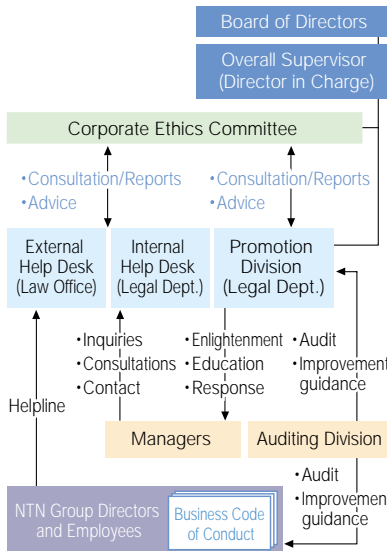 Board of Directors
Overall Supervisor
(Director in Charge)
Corporate Ethics Committee
•Consultation/Reports
•Advice
•Consultation/Reports
•Advice
External
Help Desk
(Law Office)
Internal
Help Desk
(Legal Dept.)
Promotion
Division
(Legal Dept.)
•Inquiries
•Consultations
•Contact
•Enlightenment
•Education
•Response
•Audit
•Improvement
guidance
Helpline
Managers
Auditing Division
•Audit
•Improvement
guidance
NTN Group Directors
and Employees
Business Code
of Conduct